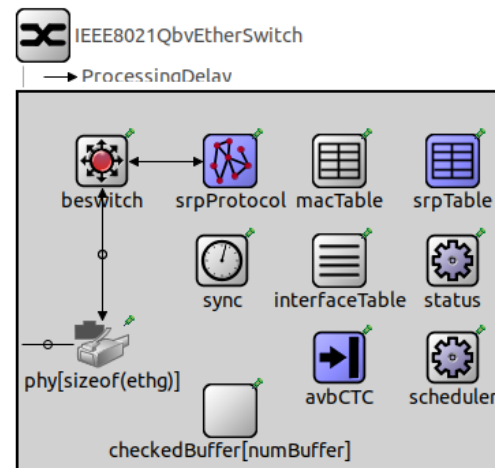 IEEE8021QbvEtherSwitch
ProcessingDelay
beswitch srpProtocol macTable srpTable
sync interfaceTable status
phy[sizeof(ethg)] avbCTC scheduler
checkedBuffer[numBuffer]